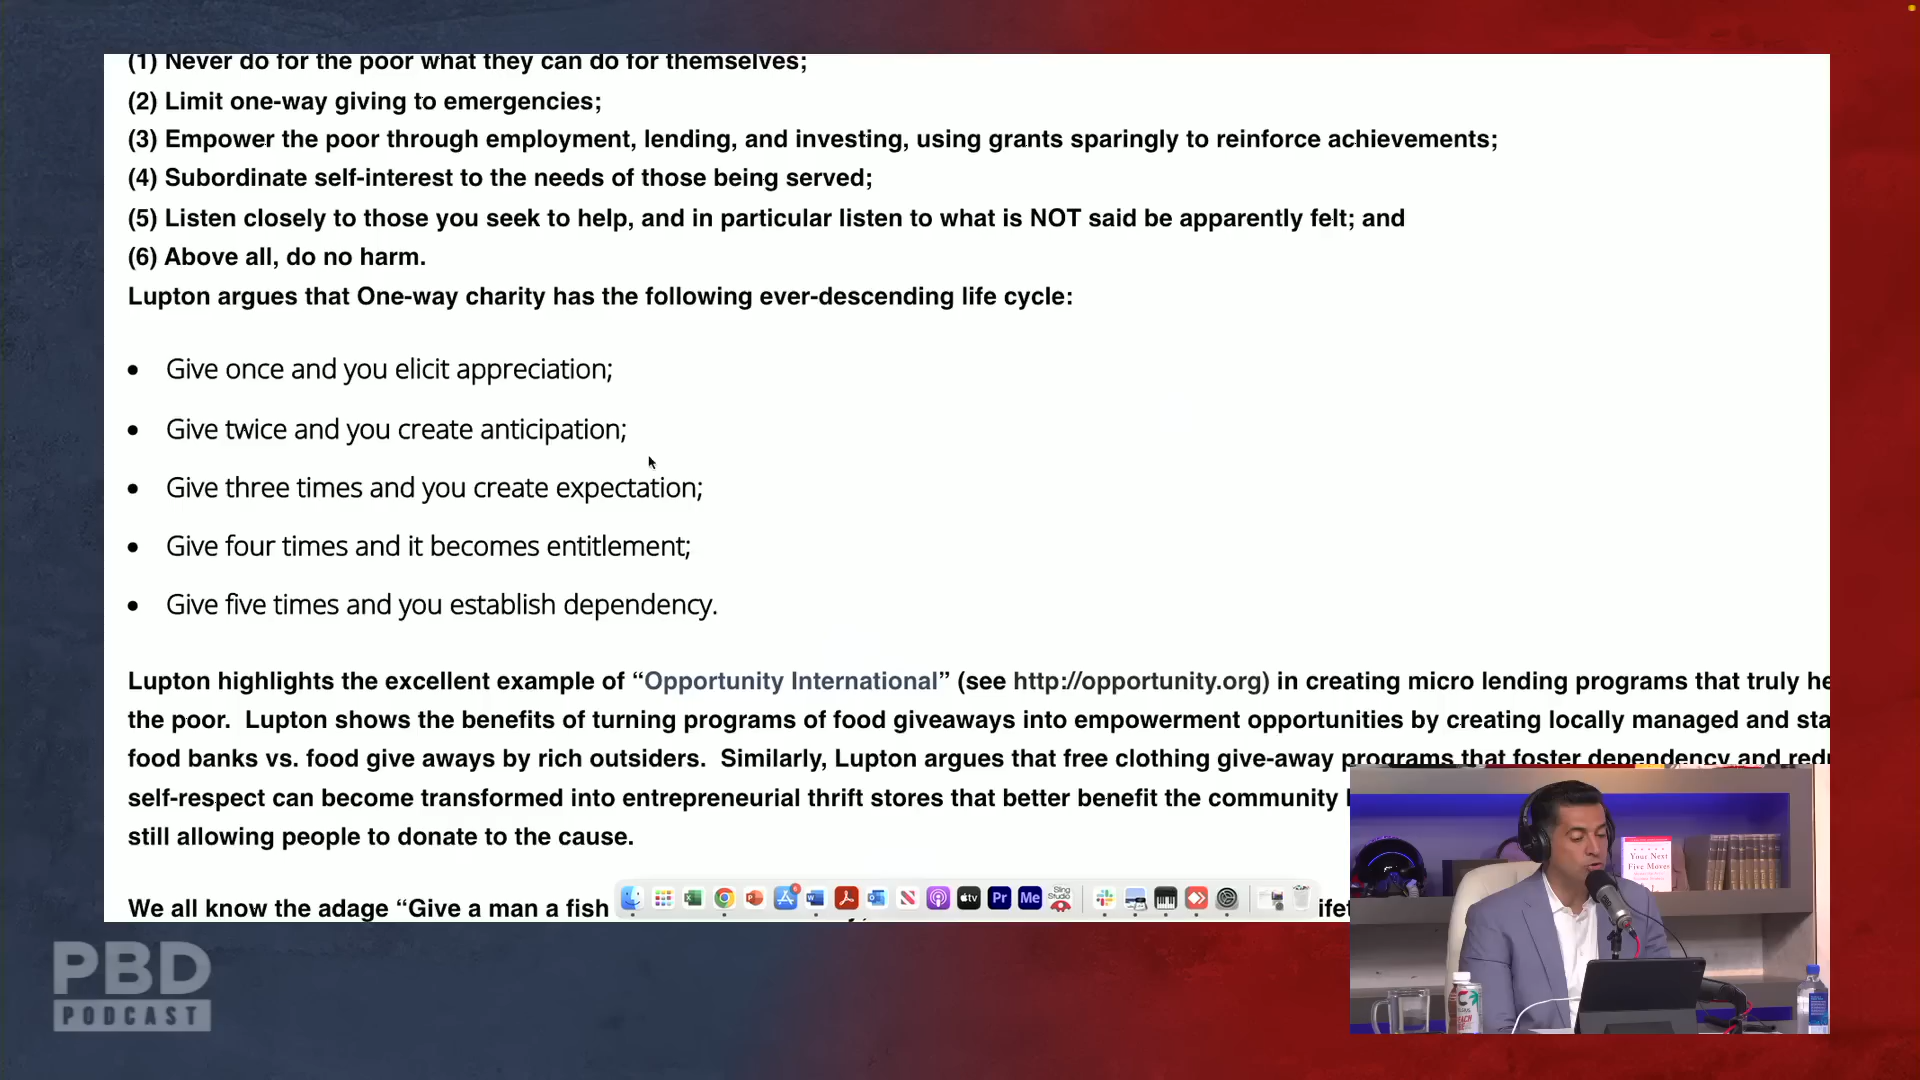 (1) Never do for the poor what they can do for themselves;
(2) Limit one-way giving to emergencies;
(3) Empower the poor through employment, lending, and investing, using grants sparingly to reinforce achievements;
(4) Subordinate self-interest to the needs of those being served;
(5) Listen closely to those you seek to help, and in particular listen to what is NOT said be apparently felt; and
(6) Above all, do no harm.
Lupton argues that One-way charity has the following ever-descending life cycle:
• Give once and you elicit appreciation;
• Give twice and you create anticipation;
• Give three times and you create expectation;
• Give four times and it becomes entitlement;
• Give five times and you establish dependency.
Lupton highlights the excellent example of “Opportunity International” (see http://opportunity.org) in creating micro lending programs that truly he
the poor. Lupton shows the benefits of turning programs of food giveaways into empowerment opportunities by creating locally managed and sta
food banks vs. food give aways by rich outsiders. Similarly, Lupton argues that free clothing give-away programs that foster dependency and redu
self-respect can become transformed into entrepreneurial thrift stores that better benefit the community
still allowing people to donate to the cause.
We all know the adage “Give a man a fish
tv
Pr
Me
Sling
Studio
Your Next
Five Moves
PBD
PODCAST